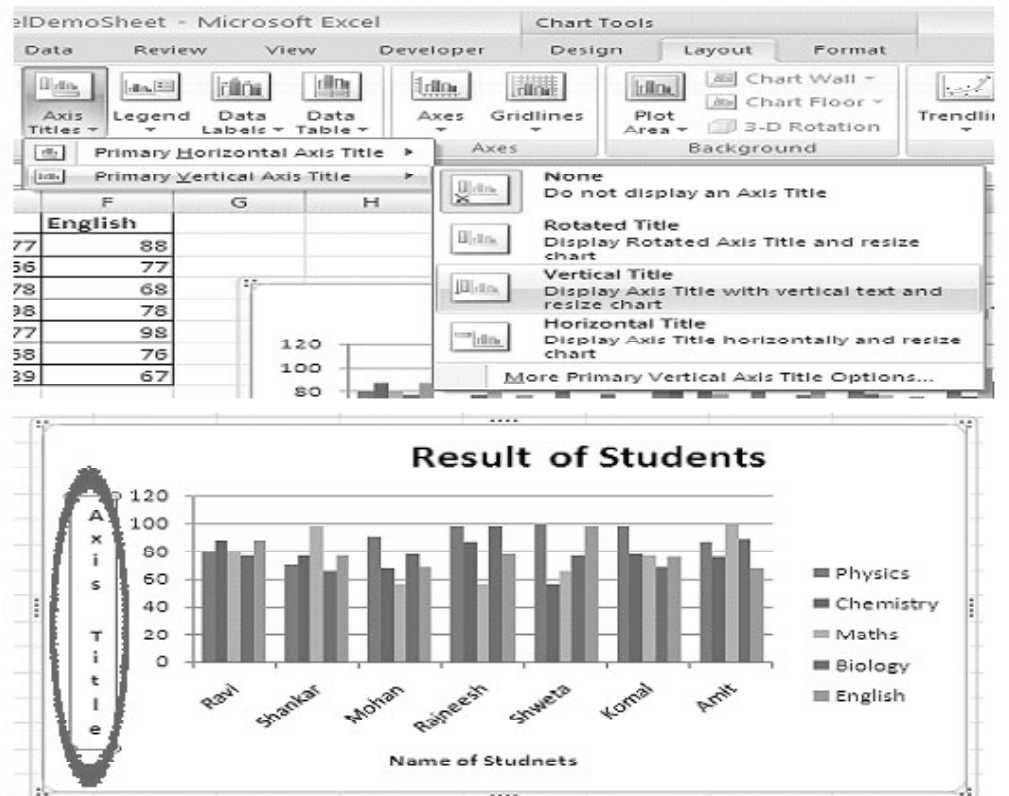 elDemoSheet - Microsoft Excel Chart Tools
Data Review View Developer Design Layout Format
Axis Titles Legend Data Labels Data Table Axes Gridlines Plot Area Chart Wall Chart Floor 3-D Rotation Trendlin
Primary Horizontal Axis Title Axes Background
Primary Vertical Axis Title
None
Do not display an Axis Title
Rotated Title
Display Rotated Axis Title and resize
chart
Vertical Title
Display Axis Title with vertical text and
resize chart
Horizontal Title
Display Axis Title horizontally and resize
chart
More Primary Vertical Axis Title Options...
F G H
English
77 88
56 77
78 68
98 78
77 98
68 76
89 67
120
100
80
Result of Students
Axis Title
120
100
80
60
40
20
0
Ravi Shankar Mohan Rajneesh Shweta Komal Amit
Name of Studnets
Physics
Chemistry
Maths
Biology
English